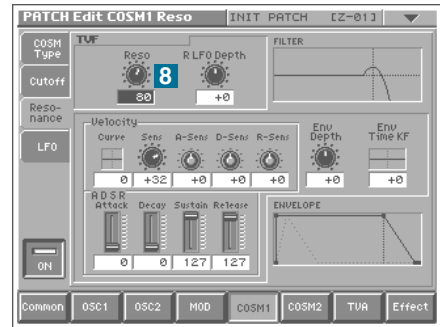 PATCH Edit COSM1 Reso INIT PATCH [Z-01]
COSM Type
Cutoff
Reso-
nance
LFO
ON
TVF
Reso R LFO Depth
8
80 +0
FILTER
Velocity
Curve Sens A-Sens D-Sens R-Sens
0 +32 +0 +0 +0
Env Depth
+0
Env Time KF
+0
ADSR
Attack Decay Sustain Release
0 0 127 127
ENVELOPE
Common OSC1 OSC2 MOD COSM1 COSM2 TVA Effect